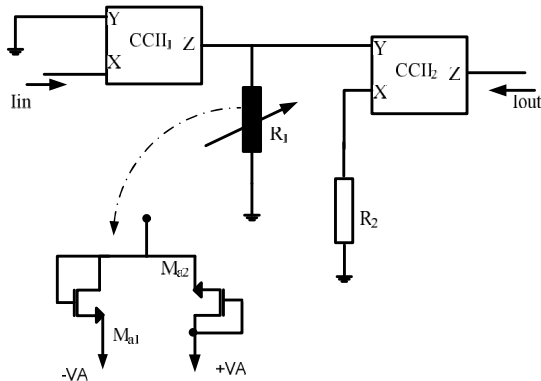 Y
CCII1
Z
X
Iin
Y
CCII2
Z
X
Iout
R1
R2
Ma2
Ma1
-VA
+VA